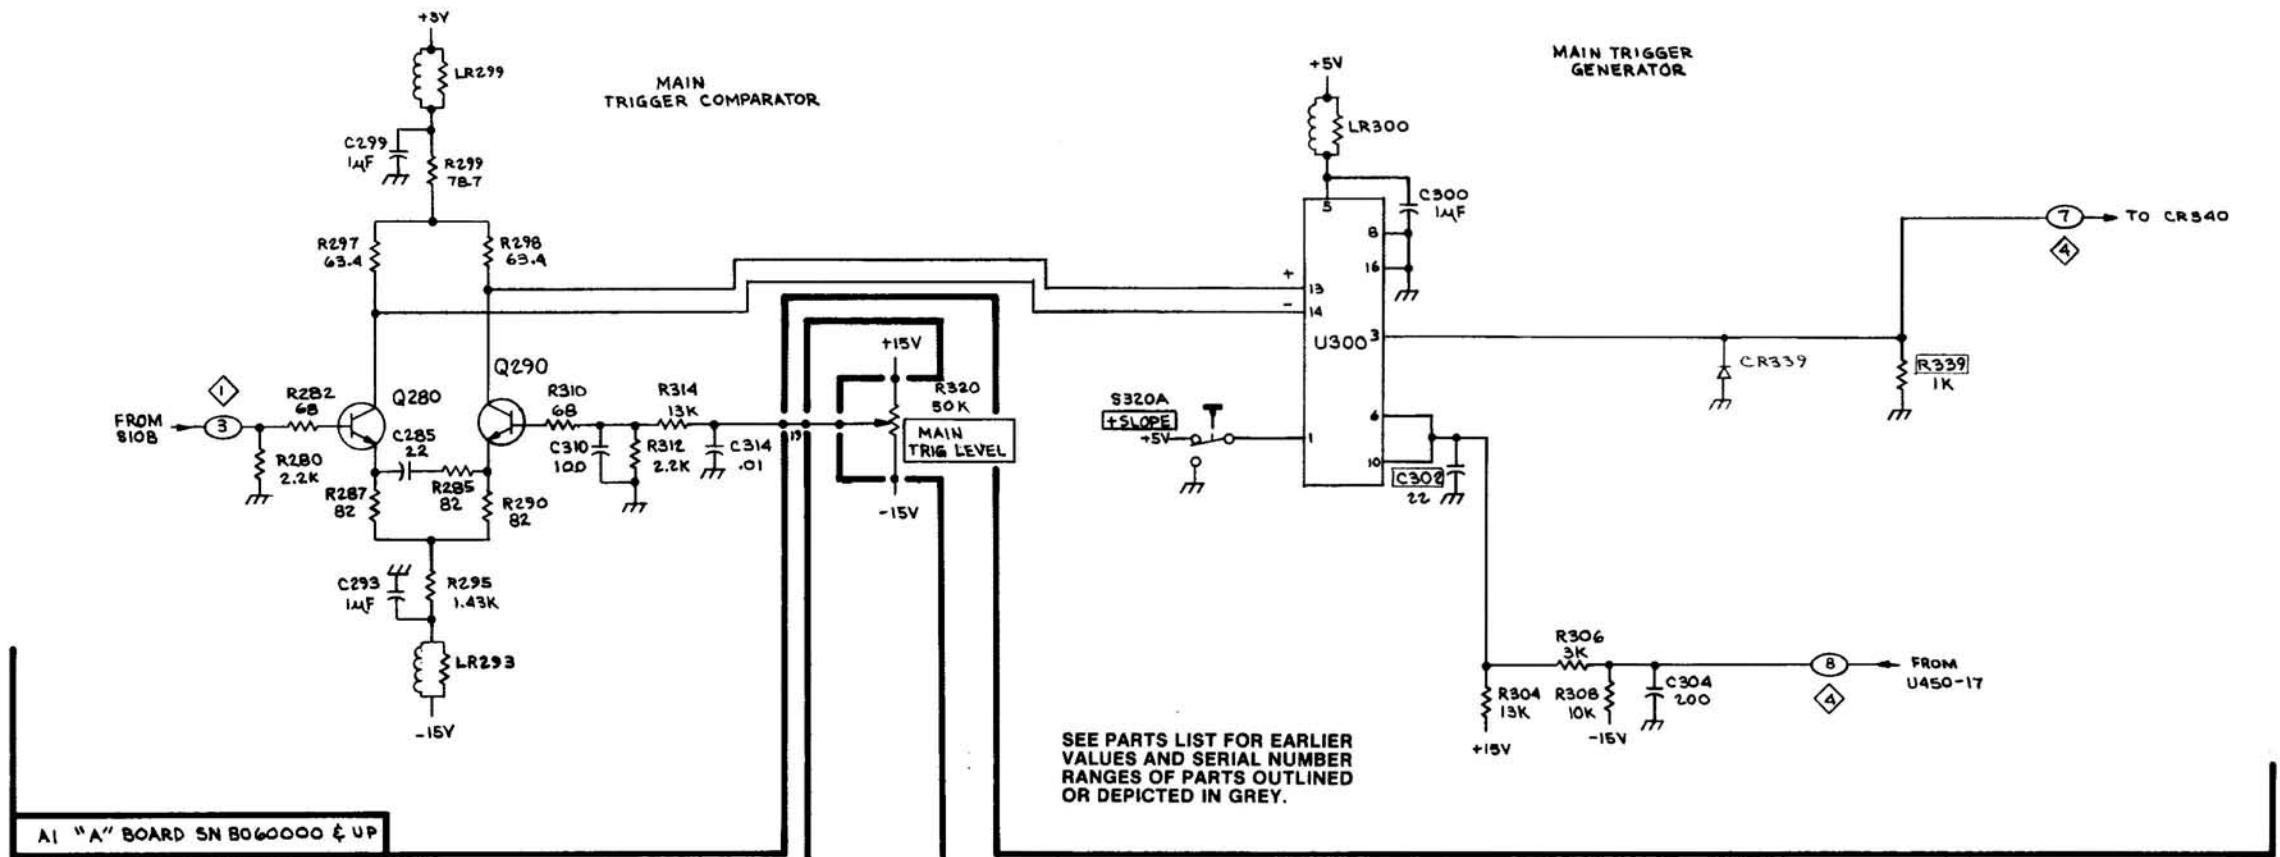 +3V
LR299
MAIN
TRIGGER COMPARATOR
C299
1µF
R299
78.7
R297
63.4
R298
63.4
Q280
Q290
1
FROM
S10B
3
R282
68
R280
2.2K
C285
22
R285
82
R287
82
R290
82
R310
68
R314
13K
C310
100
R312
2.2K
C314
.01
19
+15V
R320
50K
MAIN
TRIG LEVEL
-15V
C293
1µF
R295
1.43K
LR293
-15V
MAIN TRIGGER
GENERATOR
+5V
LR300
C300
1µF
5
8
16
+
13
-
14
U300
3
6
1
10
S320A
+SLOPE
+5V
C302
22
CR339
R339
1K
7
TO CR340
4
R306
3K
R304
13K
+15V
R308
10K
-15V
C304
200
8
FROM
U450-17
4
SEE PARTS LIST FOR EARLIER
VALUES AND SERIAL NUMBER
RANGES OF PARTS OUTLINED
OR DEPICTED IN GREY.
A1 "A" BOARD SN B060000 & UP